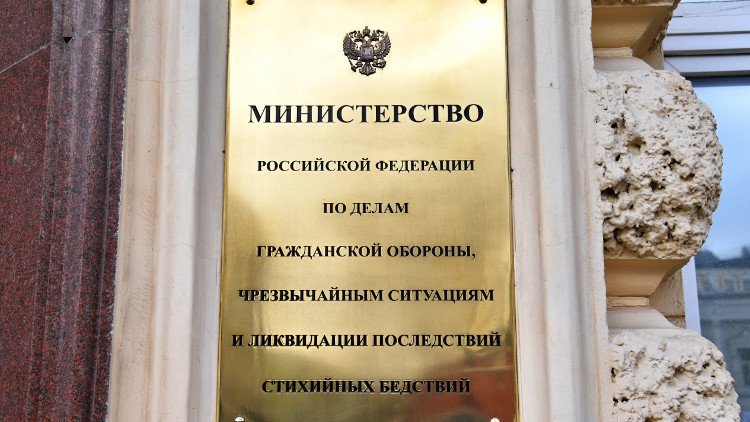 МИНИСТЕРСТВО
РОССИЙСКОЙ ФЕДЕРАЦИИ
ПО ДЕЛАМ
ГРАЖДАНСКОЙ ОБОРОНЫ,
ЧРЕЗВЫЧАЙНЫМ СИТУАЦИЯМ
И ЛИКВИДАЦИИ ПОСЛЕДСТВИЙ
СТИХИЙНЫХ БЕДСТВИЙ